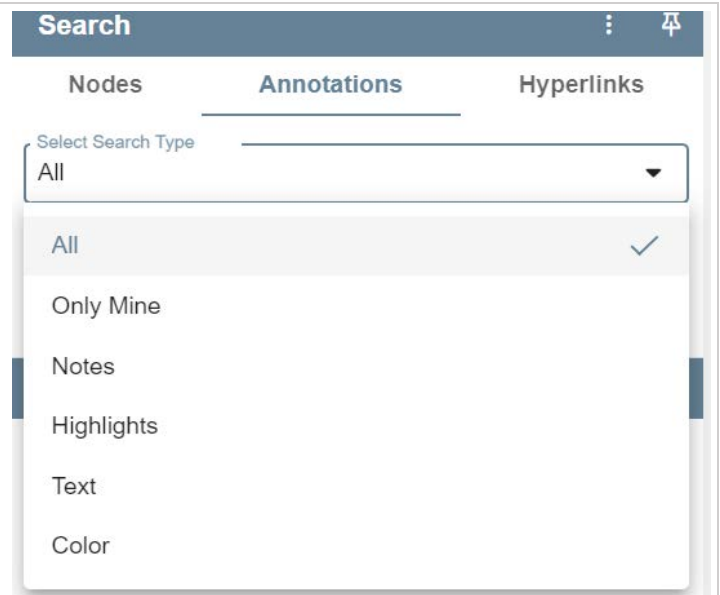 Search
Nodes Annotations Hyperlinks
Select Search Type
All
All
Only Mine
Notes
Highlights
Text
Color